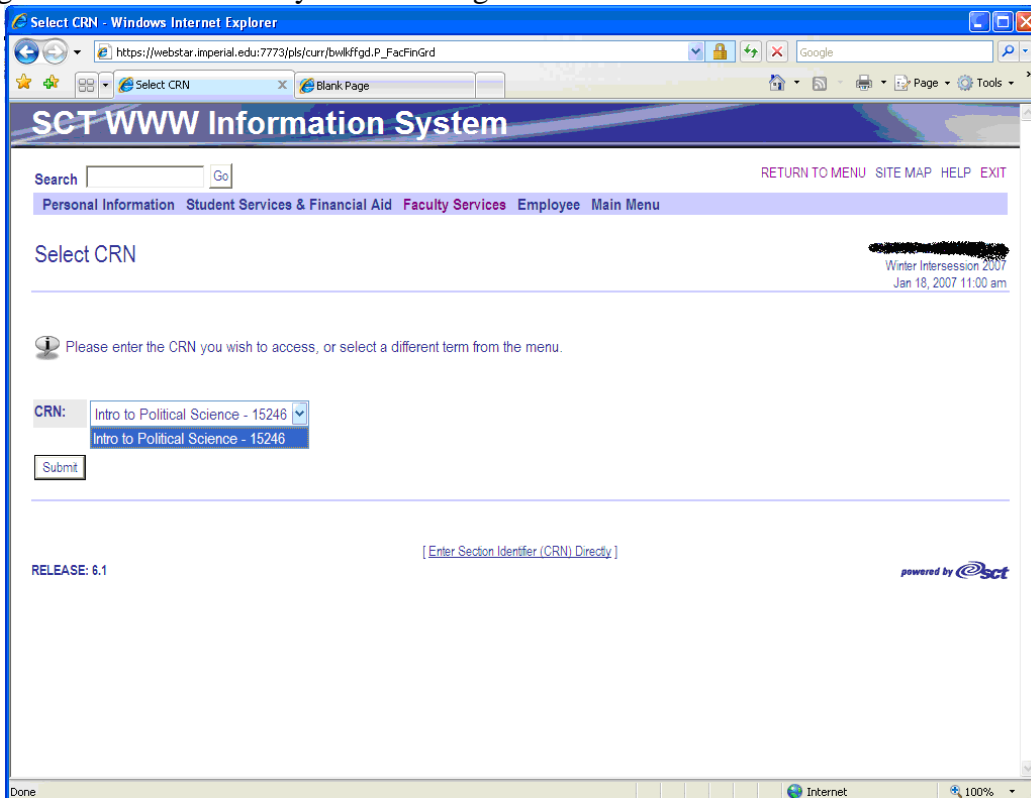 Select CRN - Windows Internet Explorer
https://webstar.imperial.edu:7773/pls/curr/bwlkffgd.P_FacFinGrd
Google
Select CRN
Blank Page
Page
Tools
SCT WWW Information System
Search
Go
RETURN TO MENU SITE MAP HELP EXIT
Personal Information Student Services & Financial Aid Faculty Services Employee Main Menu
Select CRN
Winter Intersession 2007
Jan 18, 2007 11:00 am
Please enter the CRN you wish to access, or select a different term from the menu.
CRN:
Intro to Political Science - 15246
Intro to Political Science - 15246
Submit
[ Enter Section Identifier (CRN) Directly ]
RELEASE: 6.1
powered by sct
Done
Internet
100%